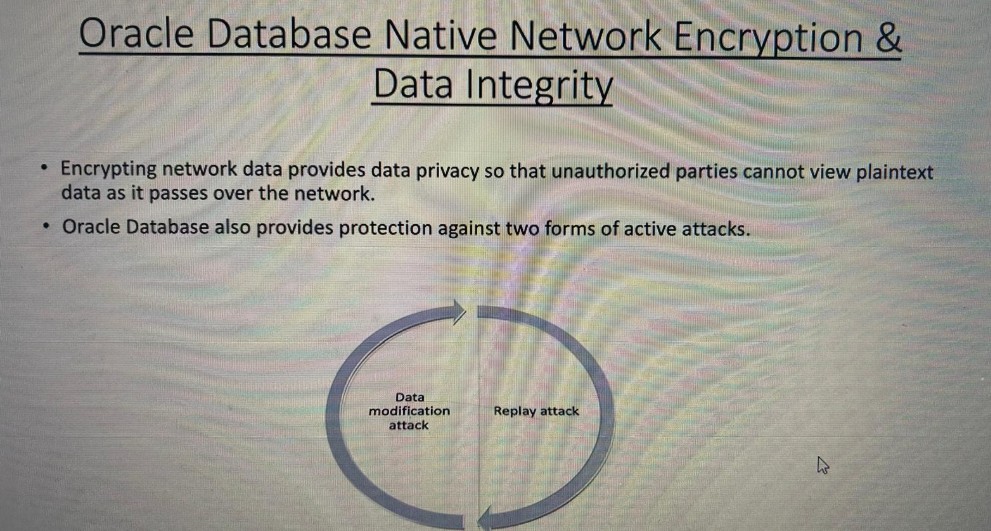 Oracle Database Native Network Encryption &
Data Integrity
• Encrypting network data provides data privacy so that unauthorized parties cannot view plaintext
data as it passes over the network.
• Oracle Database also provides protection against two forms of active attacks.
Data
modification
attack
Replay attack